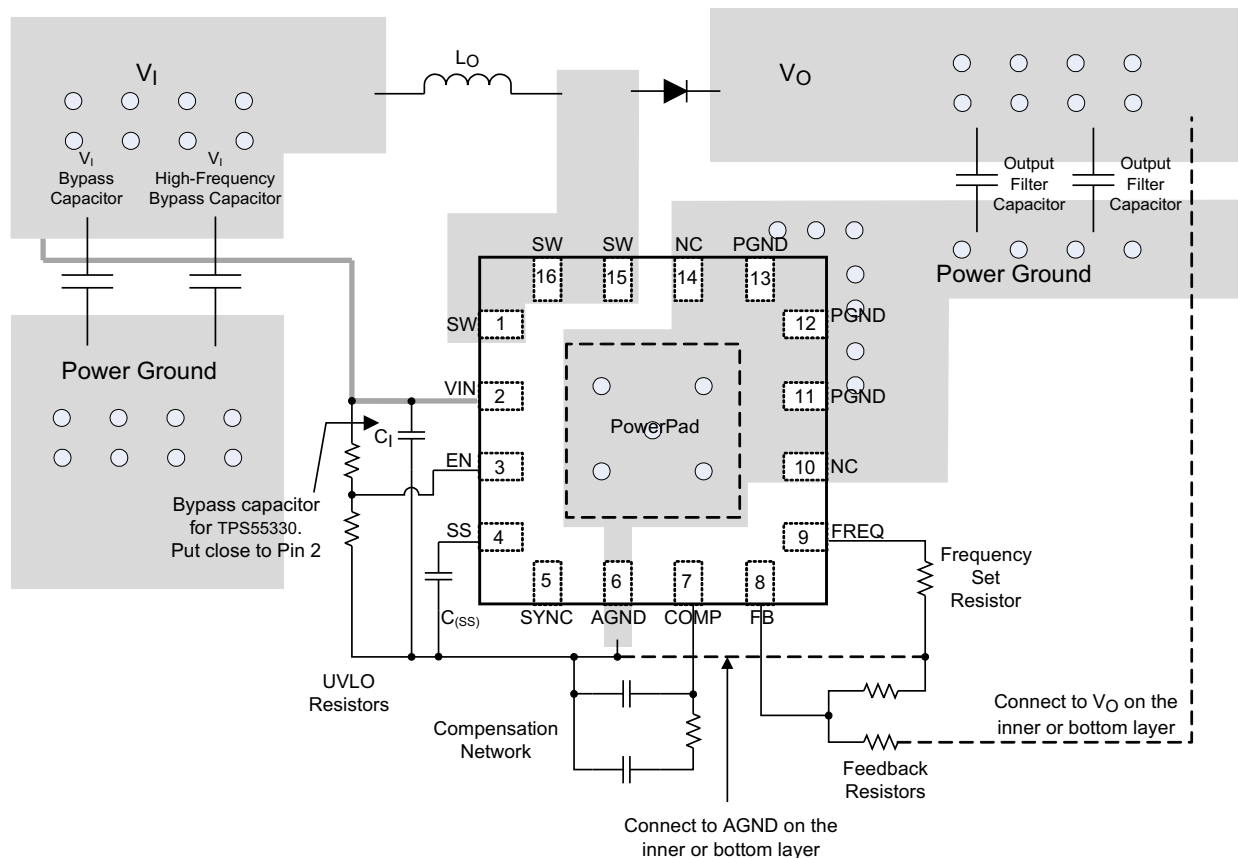 V_I
L_O
V_O
V_I
Bypass
Capacitor
V_I
High-Frequency
Bypass Capacitor
Output
Filter
Capacitor
Output
Filter
Capacitor
Power Ground
Power Ground
SW
SW
NC
PGND
16
15
14
13
SW
1
12
PGND
VIN
2
11
PGND
PowerPad
C_I
EN
3
10
NC
Bypass capacitor
for TPS55330.
Put close to Pin 2
SS
4
9
FREQ
Frequency
Set
Resistor
5
6
7
8
C_(SS)
SYNC
AGND
COMP
FB
UVLO
Resistors
Compensation
Network
Connect to V_O on the
inner or bottom layer
Feedback
Resistors
Connect to AGND on the
inner or bottom layer